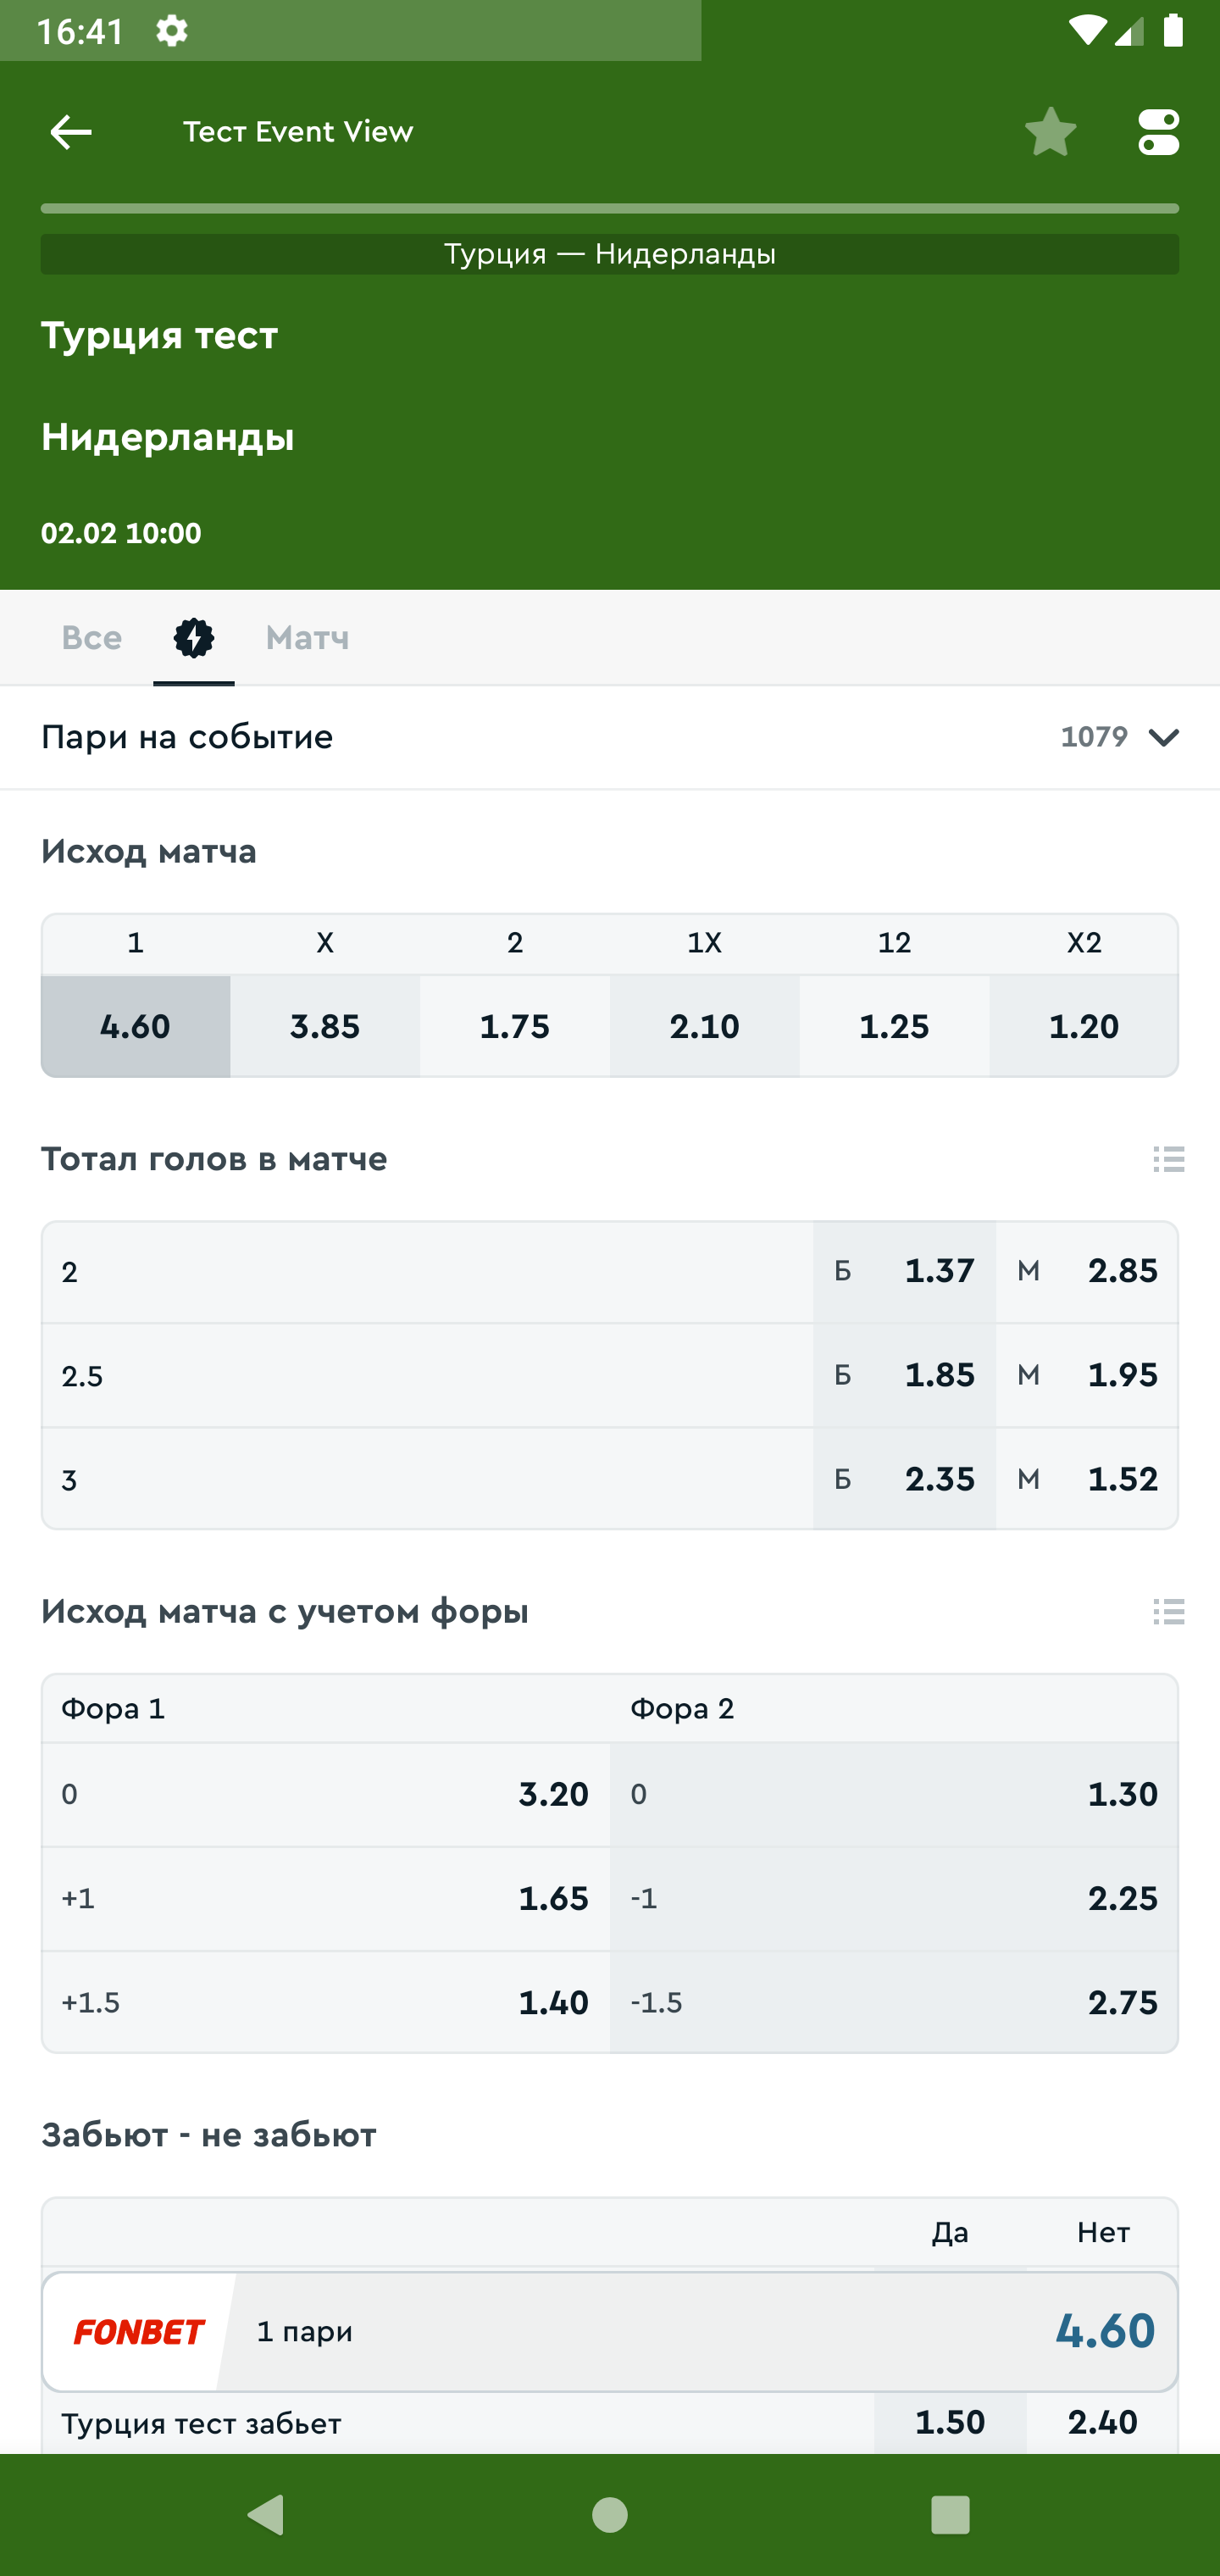 16:41
Тест Event View
Турция — Нидерланды
Турция тест
Нидерланды
02.02 10:00
Все Матч
Пари на событие 1079
Исход матча
1 X 2 1X 12 X2
4.60 3.85 1.75 2.10 1.25 1.20
Тотал голов в матче
2 Б 1.37 М 2.85
2.5 Б 1.85 М 1.95
3 Б 2.35 М 1.52
Исход матча с учетом форы
Фора 1 Фора 2
0 3.20 0 1.30
+1 1.65 -1 2.25
+1.5 1.40 -1.5 2.75
Забьют - не забьют
Да Нет
FONBET 1 пари 4.60
Турция тест забьет 1.50 2.40